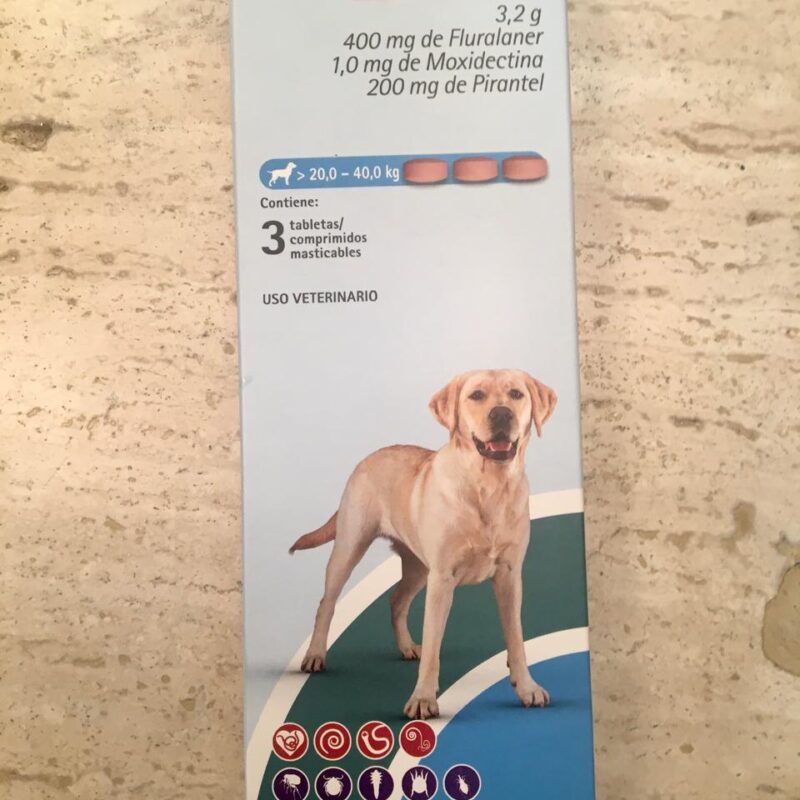 3,2 g
400 mg de Fluralaner
1,0 mg de Moxidectina
200 mg de Pirantel
> 20,0 – 40,0 kg
Contiene:
3 tabletas/
comprimidos
masticables
USO VETERINARIO